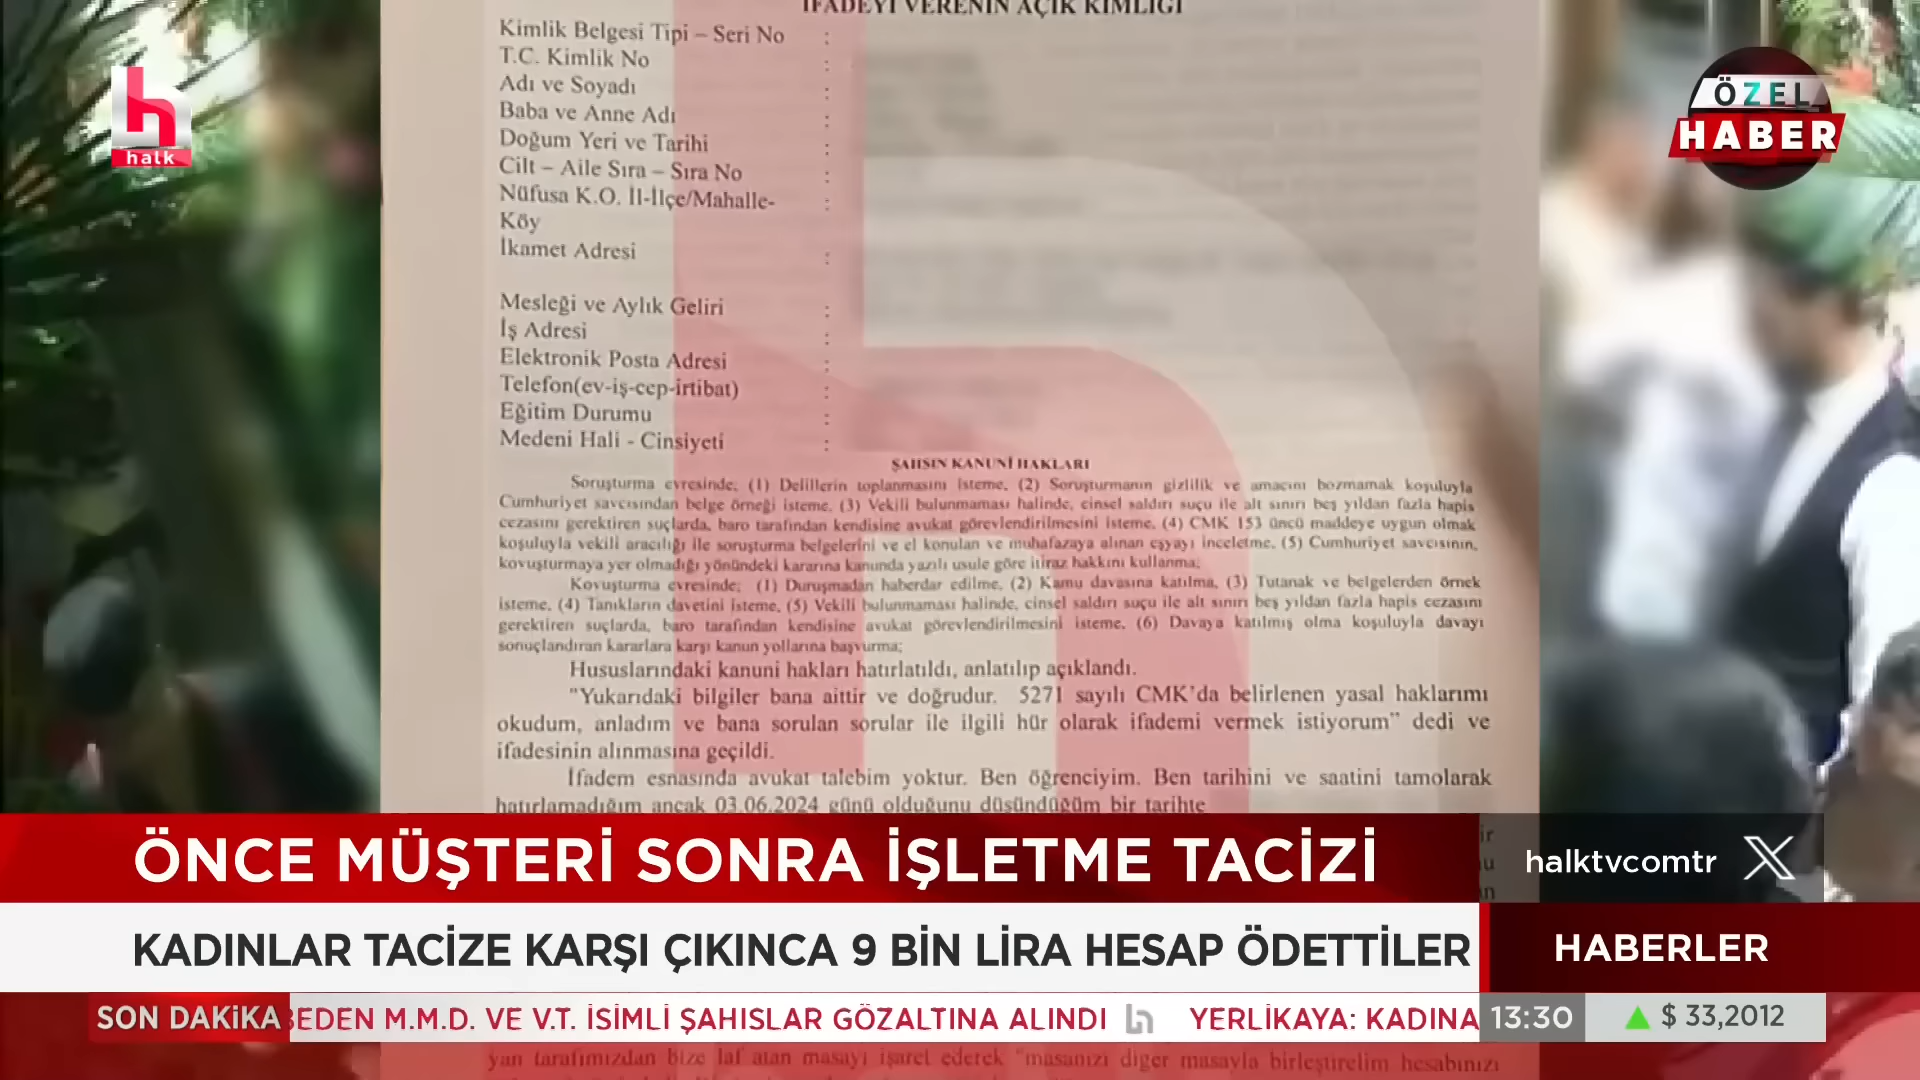 İFADEYİ VERENİN AÇIK KİMLİĞİ
Kimlik Belgesi Tipi – Seri No :
T.C. Kimlik No :
Adı ve Soyadı :
Baba ve Anne Adı :
Doğum Yeri ve Tarihi :
Cilt – Aile Sıra – Sıra No :
Nüfusa K.O. İl-İlçe/Mahalle- :
Köy
İkamet Adresi :
Mesleği ve Aylık Geliri :
İş Adresi :
Elektronik Posta Adresi :
Telefon(ev-iş-cep-irtibat) :
Eğitim Durumu :
Medeni Hali - Cinsiyeti :
ŞAHSIN KANUNİ HAKLARI
Soruşturma evresinde; (1) Delillerin toplanmasını isteme, (2) Soruşturmanın gizlilik ve amacını bozmamak koşuluyla
Cumhuriyet savcısından belge örneği isteme, (3) Vekili bulunmaması halinde, cinsel saldırı suçu ile alt sınırı beş yıldan fazla hapis
cezasını gerektiren suçlarda, baro tarafından kendisine avukat görevlendirilmesini isteme, (4) CMK 153 üncü maddeye uygun olmak
koşuluyla vekili aracılığı ile soruşturma belgelerini ve el konulan ve muhafazaya alınan eşyayı inceletme, (5) Cumhuriyet savcısının,
kovuşturmaya yer olmadığı yönündeki kararına kanunda yazılı usule göre itiraz hakkını kullanma;
Kovuşturma evresinde; (1) Duruşmadan haberdar edilme, (2) Kamu davasına katılma, (3) Tutanak ve belgelerden örnek
isteme, (4) Tanıkların davetini isteme, (5) Vekili bulunmaması halinde, cinsel saldırı suçu ile alt sınırı beş yıldan fazla hapis cezasını
gerektiren suçlarda, baro tarafından kendisine avukat görevlendirilmesini isteme, (6) Davaya katılmış olma koşuluyla davayı
sonuçlandıran kararlara karşı kanun yollarına başvurma;
Hususlarındaki kanuni hakları hatırlatıldı, anlatılıp açıklandı.
"Yukarıdaki bilgiler bana aittir ve doğrudur. 5271 sayılı CMK'da belirlenen yasal haklarımı
okudum, anladım ve bana sorulan sorular ile ilgili hür olarak ifademi vermek istiyorum" dedi ve
ifadesinin alınmasına geçildi.
İfadem esnasında avukat talebim yoktur. Ben öğrenciyim. Ben tarihini ve saatini tamolarak
hatırlamadığım ancak 03.06.2024 günü olduğunu düşündüğüm bir tarihte
h
halk
ÖZEL
HABER
ÖNCE MÜŞTERİ SONRA İŞLETME TACİZİ
halktvcomtr X
KADINLAR TACİZE KARŞI ÇIKINCA 9 BİN LİRA HESAP ÖDETTİLER
HABERLER
SON DAKİKA BEDEN M.M.D. VE V.T. İSİMLİ ŞAHISLAR GÖZALTINA ALINDI h YERLİKAYA: KADINA 13:30 $ 33,2012
yan tarafımızdan bize laf atan masayı işaret ederek "masanızı diğer masayla birleştirelim hesabınızı